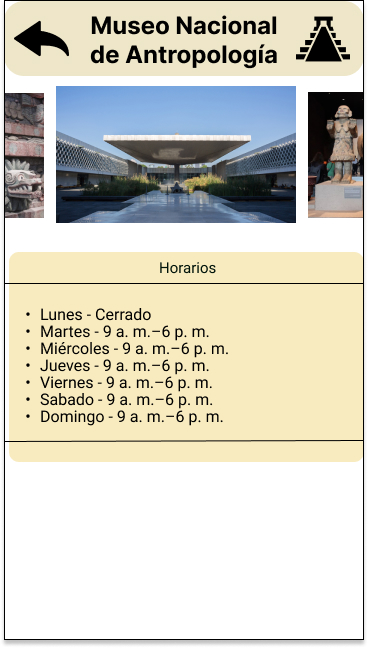 Museo Nacional
de Antropología
Horarios
• Lunes - Cerrado
• Martes - 9 a. m.–6 p. m.
• Miércoles - 9 a. m.–6 p. m.
• Jueves - 9 a. m.–6 p. m.
• Viernes - 9 a. m.–6 p. m.
• Sabado - 9 a. m.–6 p. m.
• Domingo - 9 a. m.–6 p. m.